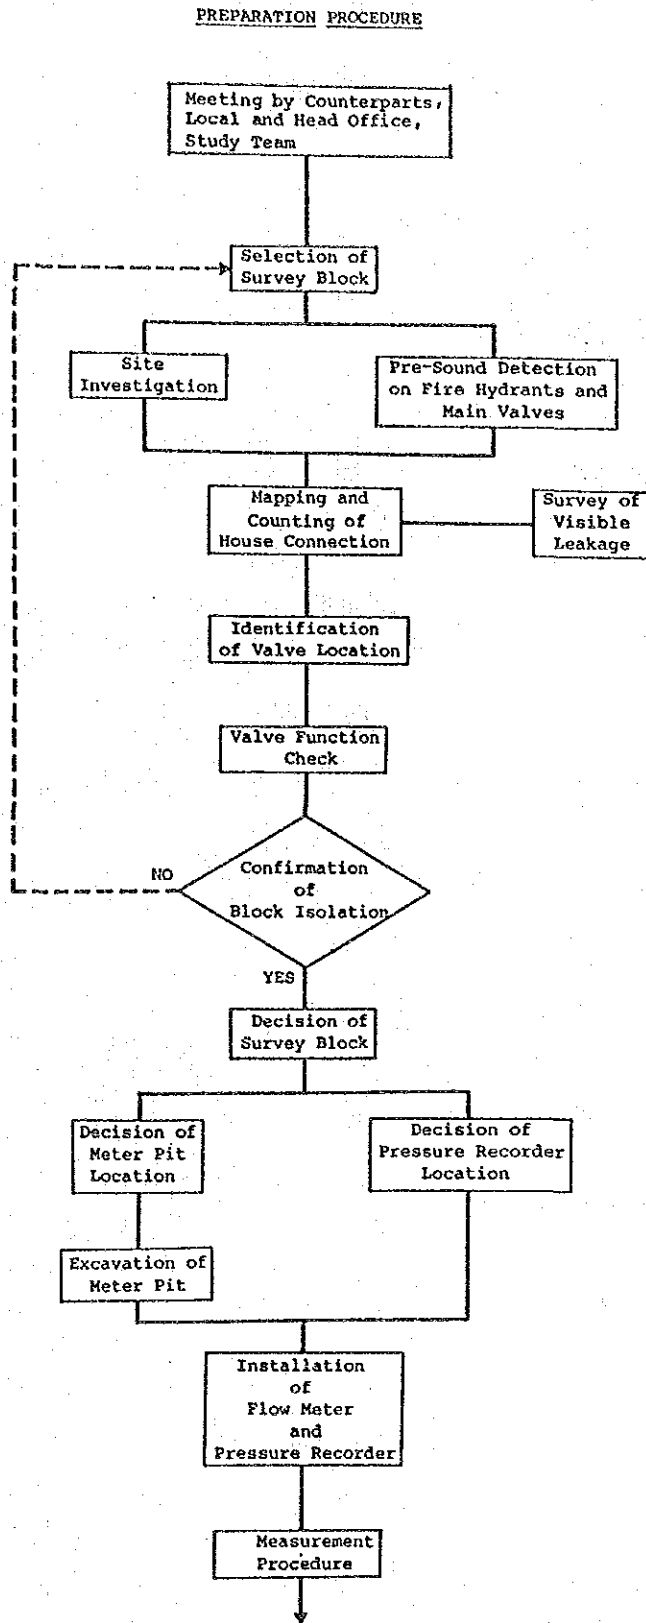 PREPARATION PROCEDURE
Meeting by Counterparts,
Local and Head Office,
Study Team
Selection of
Survey Block
Site
Investigation
Pre-Sound Detection
on Fire Hydrants and
Main Valves
Mapping and
Counting of
House Connection
Survey of
Visible
Leakage
Identification
of Valve Location
Valve Function
Check
NO
Confirmation
of
Block Isolation
YES
Decision of
Survey Block
Decision of
Meter Pit
Location
Decision of
Pressure Recorder
Location
Excavation of
Meter Pit
Installation
of
Flow Meter
and
Pressure Recorder
Measurement
Procedure